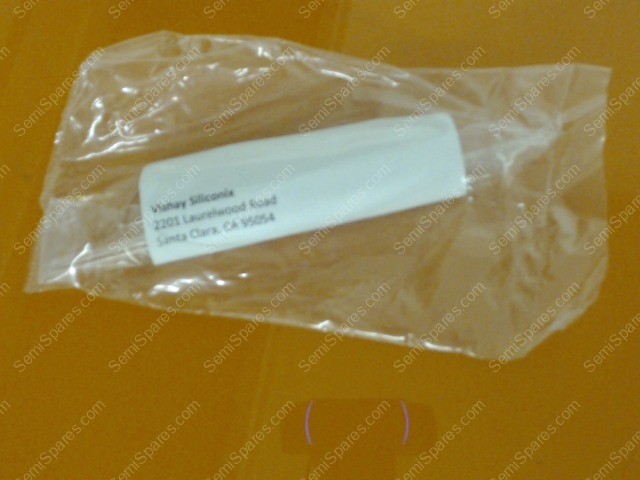 Vishay Siliconix
2201 Laurelwood Road
Santa Clara, CA 95054
SemiSpares.com